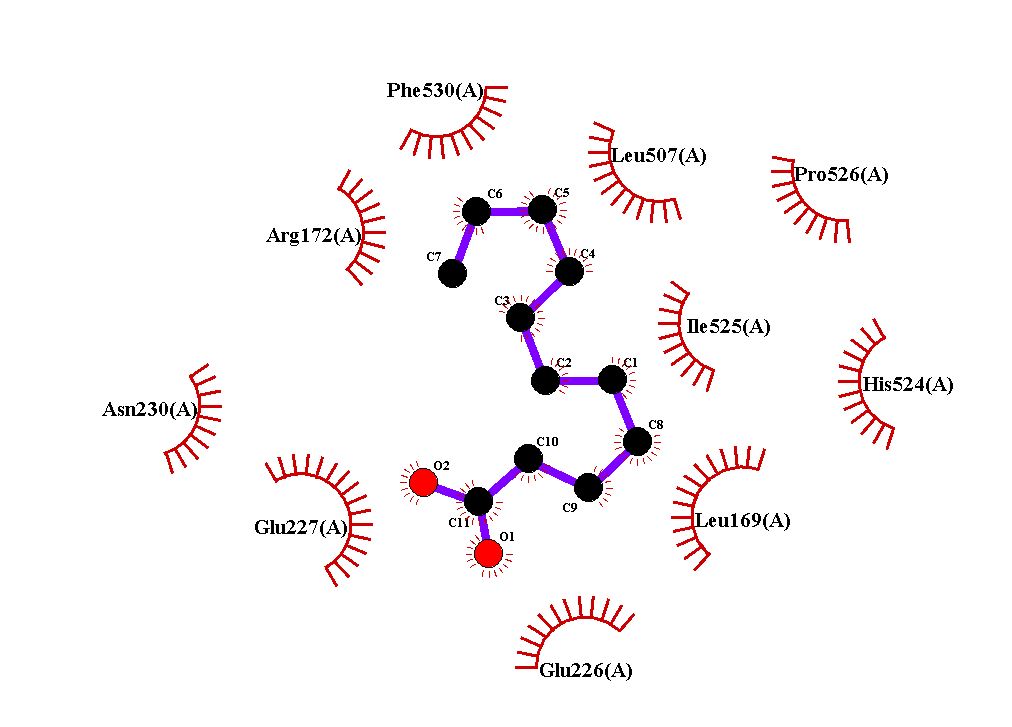 Phe530(A)
Leu507(A)
Pro526(A)
C6
C5
Arg172(A)
C7
C4
C3
Ile525(A)
C2
C1
His524(A)
Asn230(A)
C8
C10
O2
C9
Leu169(A)
C11
Glu227(A)
O1
Glu226(A)